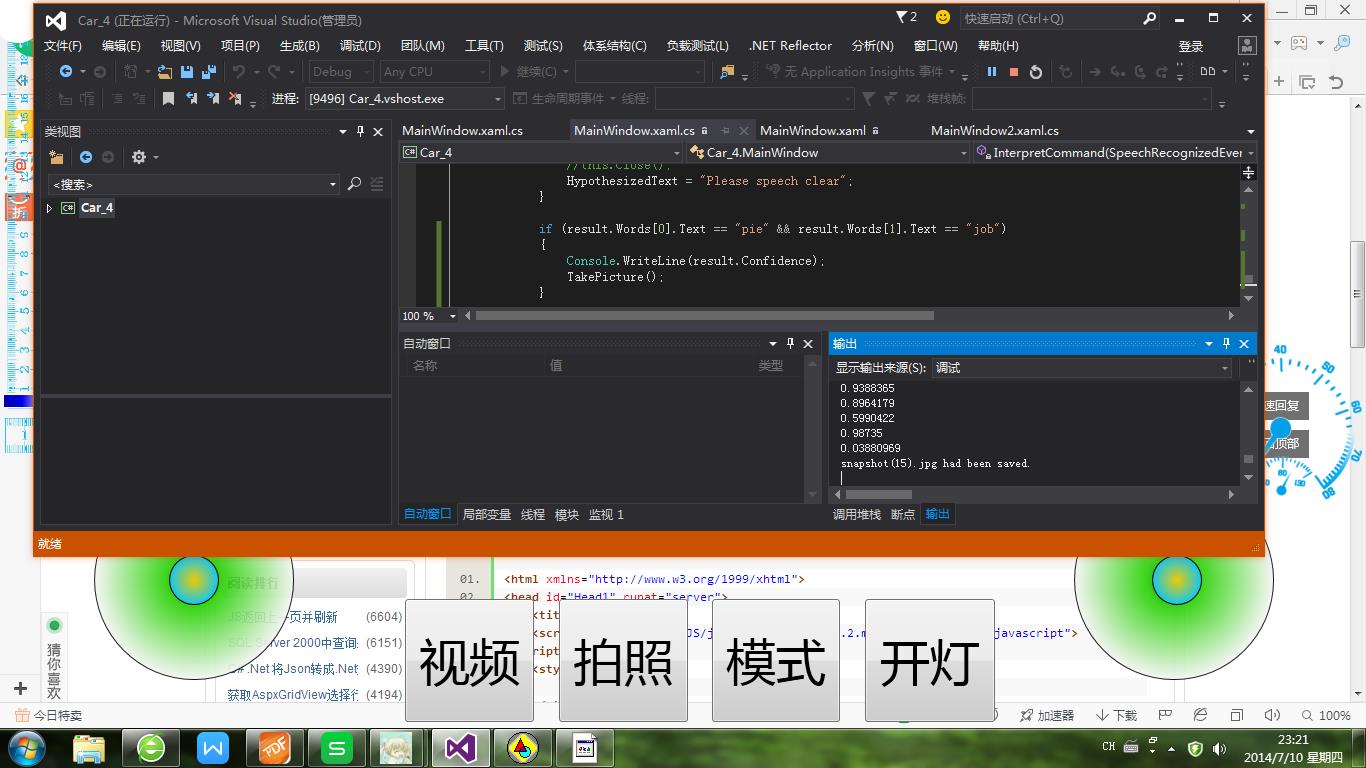 Car_4 (正在运行) - Microsoft Visual Studio(管理员)
2
快速启动 (Ctrl+Q)
文件(F) 编辑(E) 视图(V) 项目(P) 生成(B) 调试(D) 团队(M) 工具(T) 测试(S) 体系结构(C) 负载测试(L) .NET Reflector 分析(N) 窗口(W) 帮助(H) 登录
Debug Any CPU 继续(C) 无 Application Insights 事件
进程: [9496] Car_4.vshost.exe 生命周期事件 线程: 堆栈帧:
类视图
<搜索>
Car_4
MainWindow.xaml.cs MainWindow.xaml.cs MainWindow.xaml MainWindow2.xaml.cs
Car_4 Car_4.MainWindow InterpretCommand(SpeechRecognizedEver
//this.Close();
HypothesizedText = "Please speech clear";
}
if (result.Words[0].Text == "pie" && result.Words[1].Text == "job")
{
Console.WriteLine(result.Confidence);
TakePicture();
}
100 %
自动窗口
名称 值 类型
自动窗口 局部变量 线程 模块 监视 1
输出
显示输出来源(S): 调试
0.9388365
0.8964179
0.5990422
0.98735
0.03880969
snapshot(15).jpg had been saved.
调用堆栈 断点 输出
就绪
速回复
顶部
40
50
60
70
80
80
130
阅读排行
JS返回上一页并刷新 (6604)
SQL Server 2000中查询 (6151)
C# .Net 将Json转成.Net (4390)
获取AspxGridView选择行 (4194)
猜你喜欢
01. <html xmlns="http://www.w3.org/1999/xhtml">
02. <head id="Head1" runat="server">
<tit
<scr JS/j .2.m javascript">
ript
<sty
视频 拍照 模式 开灯
今日特卖
加速器 下载 100%
CH
23:21
2014/7/10 星期四